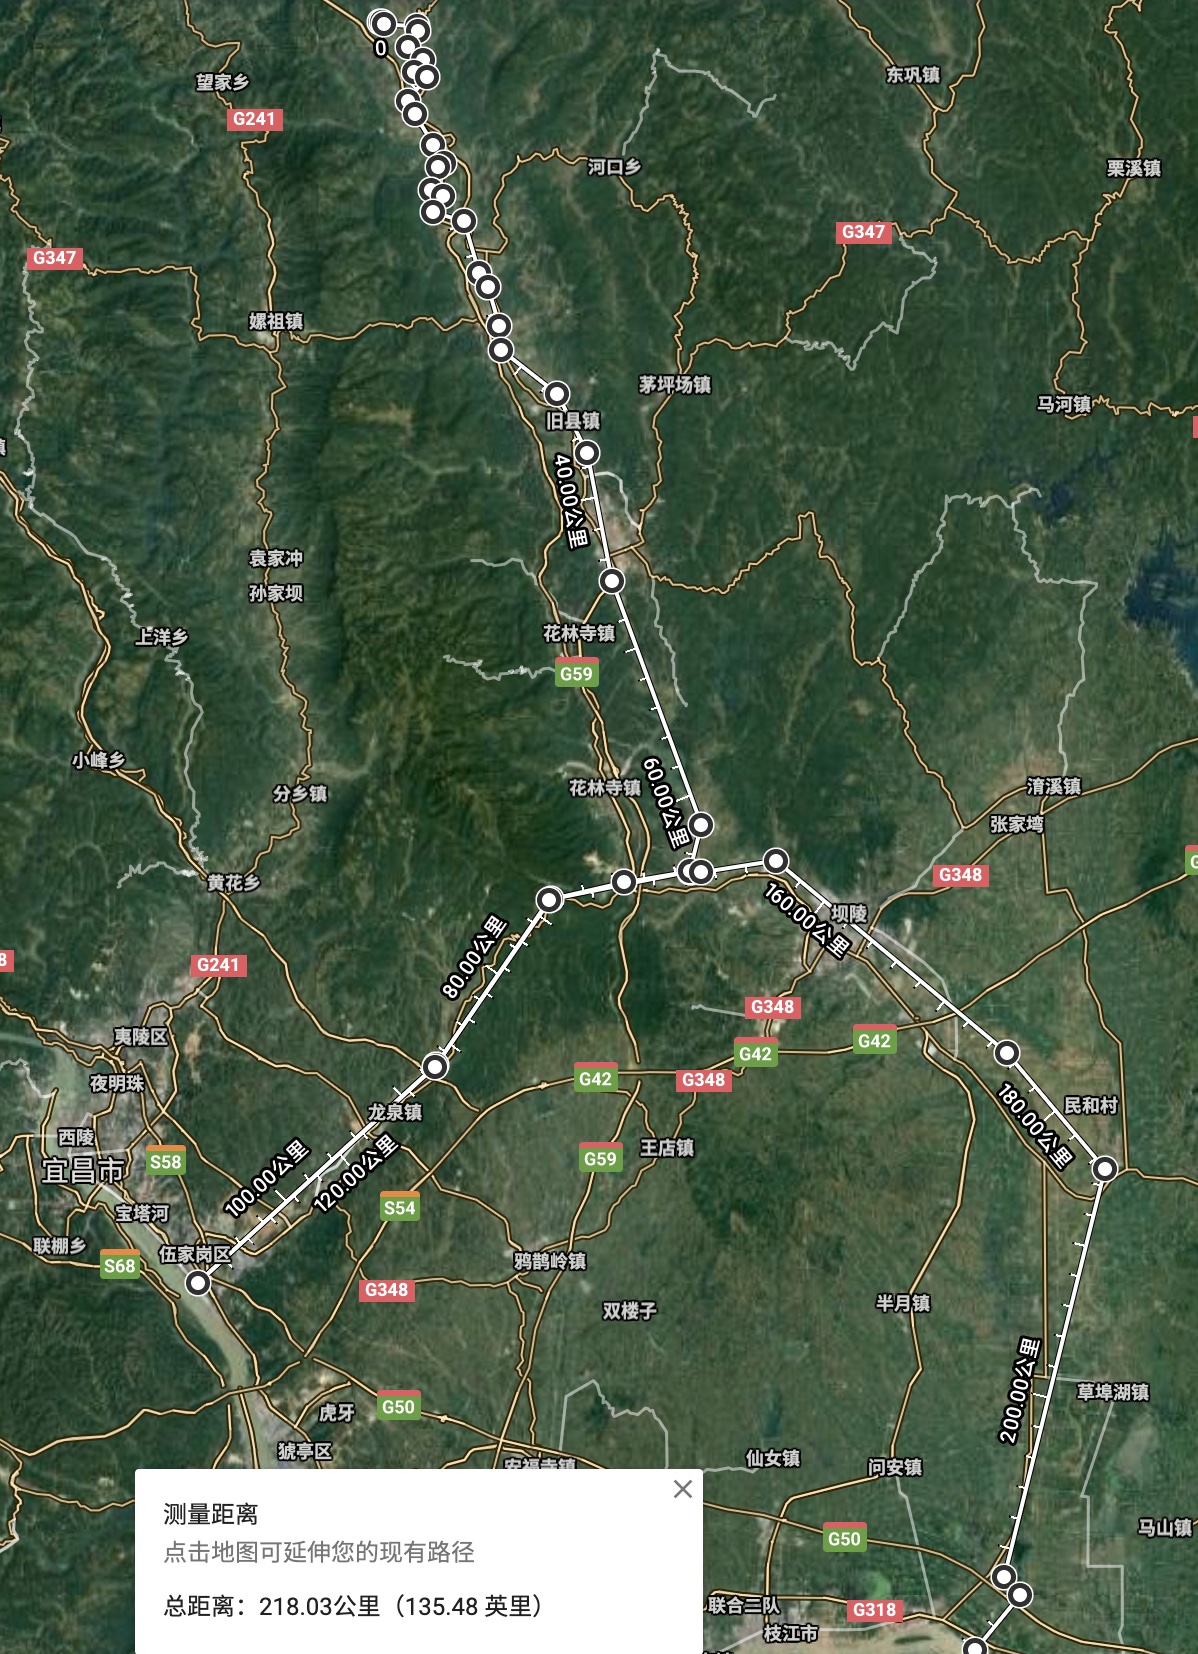 0
望家乡
东巩镇
G241
河口乡
栗溪镇
G347
G347
嫘祖镇
茅坪场镇
马河镇
旧县镇
镇
40.00公里
袁家冲
孙家坝
上洋乡
花林寺镇
G59
小峰乡
分乡镇
花林寺镇
60.00公里
淯溪镇
张家塆
黄花乡
G348
160.00公里
坝陵
80.00公里
8
G241
G348
夷陵区
G42
G42
夜明珠
G42
G348
龙泉镇
180.00公里
民和村
西陵
宜昌市
S58
王店镇
G59
100.00公里
120.00公里
宝塔河
S54
联棚乡
伍家岗区
S68
鸦鹊岭镇
G348
双楼子
半月镇
200.00公里
草埠湖镇
虎牙
G50
猇亭区
安福寺镇
仙女镇
问安镇
测量距离
点击地图可延伸您的现有路径
总距离：218.03公里（135.48 英里）
马山镇
G50
联合二队
G318
枝江市